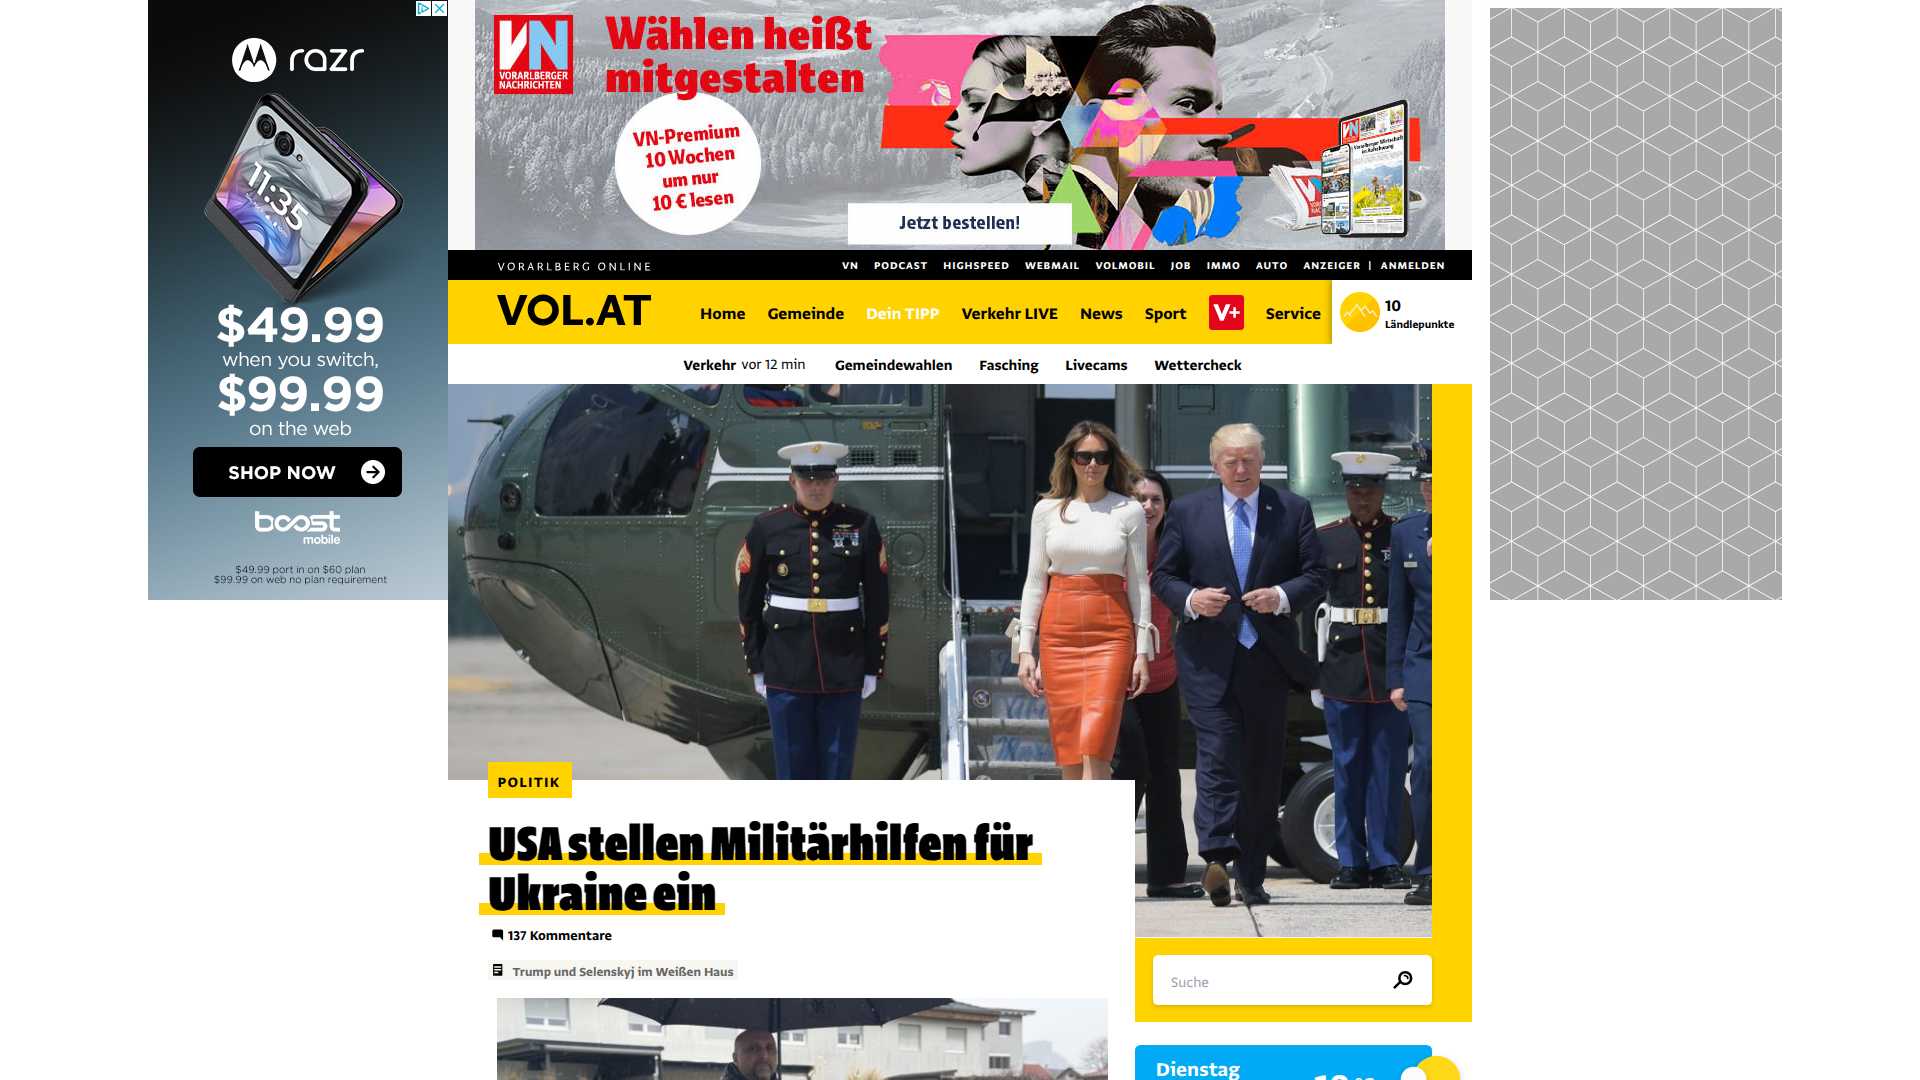 razr
11:35
$49.99
when you switch,
$99.99
on the web
SHOP NOW
boost
mobile
$49.99 port in on $60 plan
$99.99 on web no plan requirement
VN
VORARLBERGER
NACHRICHTEN
Wählen heißt
mitgestalten
VN-Premium
10 Wochen
um nur
10 € lesen
Jetzt bestellen!
VORARLBERG ONLINE
VN PODCAST HIGHSPEED WEBMAIL VOLMOBIL JOB IMMO AUTO ANZEIGER | ANMELDEN
VOL.AT
Home Gemeinde Dein TIPP Verkehr LIVE News Sport V+ Service
10
Ländlepunkte
Verkehr vor 12 min Gemeindewahlen Fasching Livecams Wettercheck
POLITIK
USA stellen Militärhilfen für
Ukraine ein
137 Kommentare
Trump und Selenskyj im Weißen Haus
Suche
Dienstag